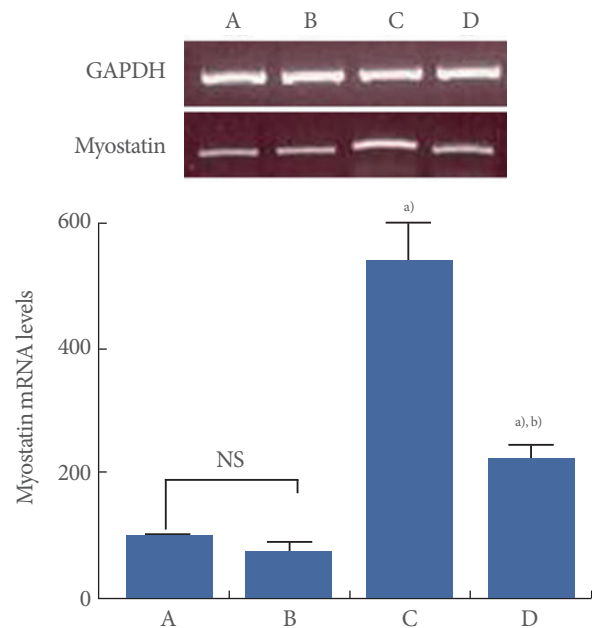 A B C D
GAPDH
Myostatin
600
a)
Myostatin mRNA levels
400
a), b)
NS
200
0
A B C D